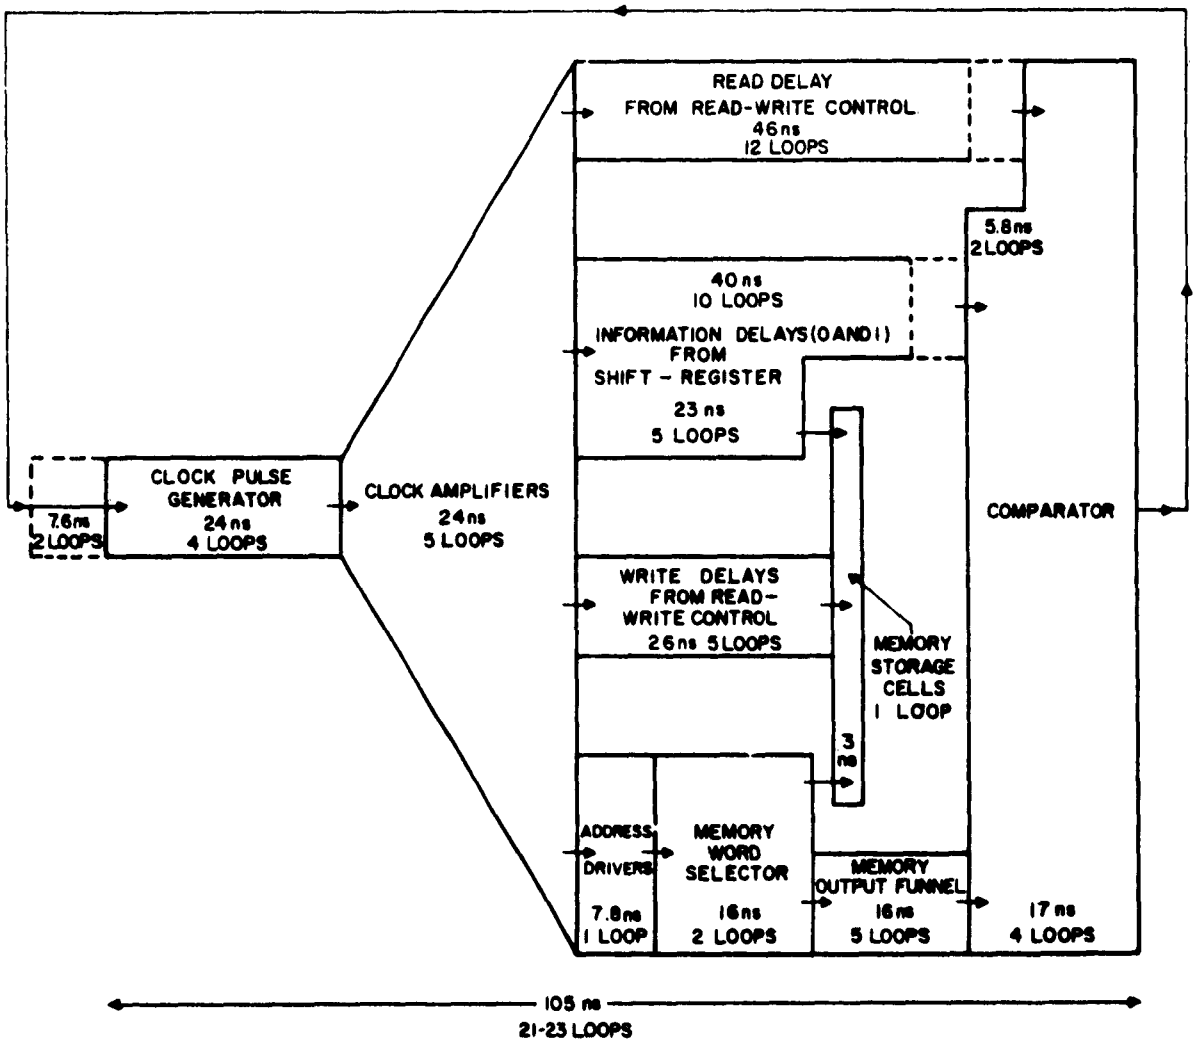 READ DELAY
FROM READ-WRITE CONTROL
46ns
12 LOOPS
5.8ns
2 LOOPS
40ns
10 LOOPS
INFORMATION DELAYS(0 AND 1)
FROM
SHIFT-REGISTER
23 ns
5 LOOPS
CLOCK PULSE
GENERATOR
24ns
4 LOOPS
7.6ns
2 LOOPS
CLOCK AMPLIFIERS
24ns
5 LOOPS
COMPARATOR
WRITE DELAYS
FROM READ-
WRITE CONTROL
26ns 5 LOOPS
MEMORY
STORAGE
CELLS
1 LOOP
3
ns
ADDRESS
DRIVERS
7.8ns
1 LOOP
MEMORY
WORD
SELECTOR
16ns
2 LOOPS
MEMORY
OUTPUT FUNNEL
16ns
5 LOOPS
17 ns
4 LOOPS
105 ns
21-23 LOOPS